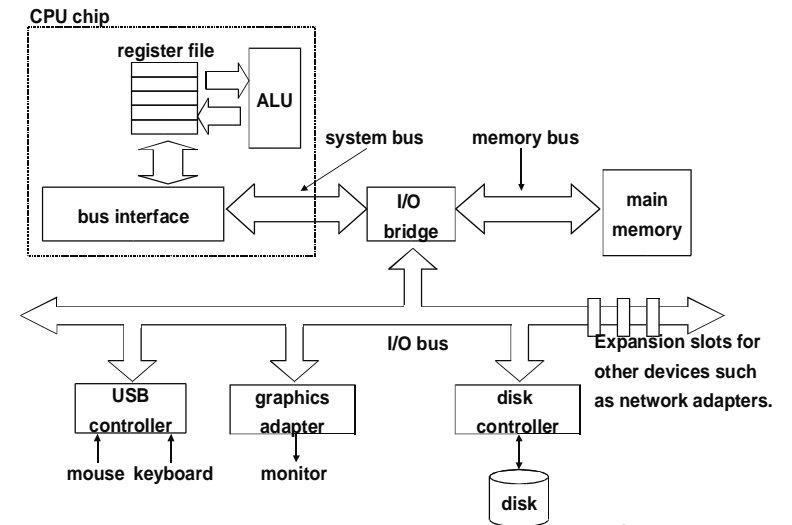 CPU chip
register file
ALU
system bus
memory bus
bus interface
I/O
bridge
main
memory
I/O bus
Expansion slots for
other devices such
as network adapters.
USB
controller
graphics
adapter
disk
controller
mouse keyboard
monitor
disk